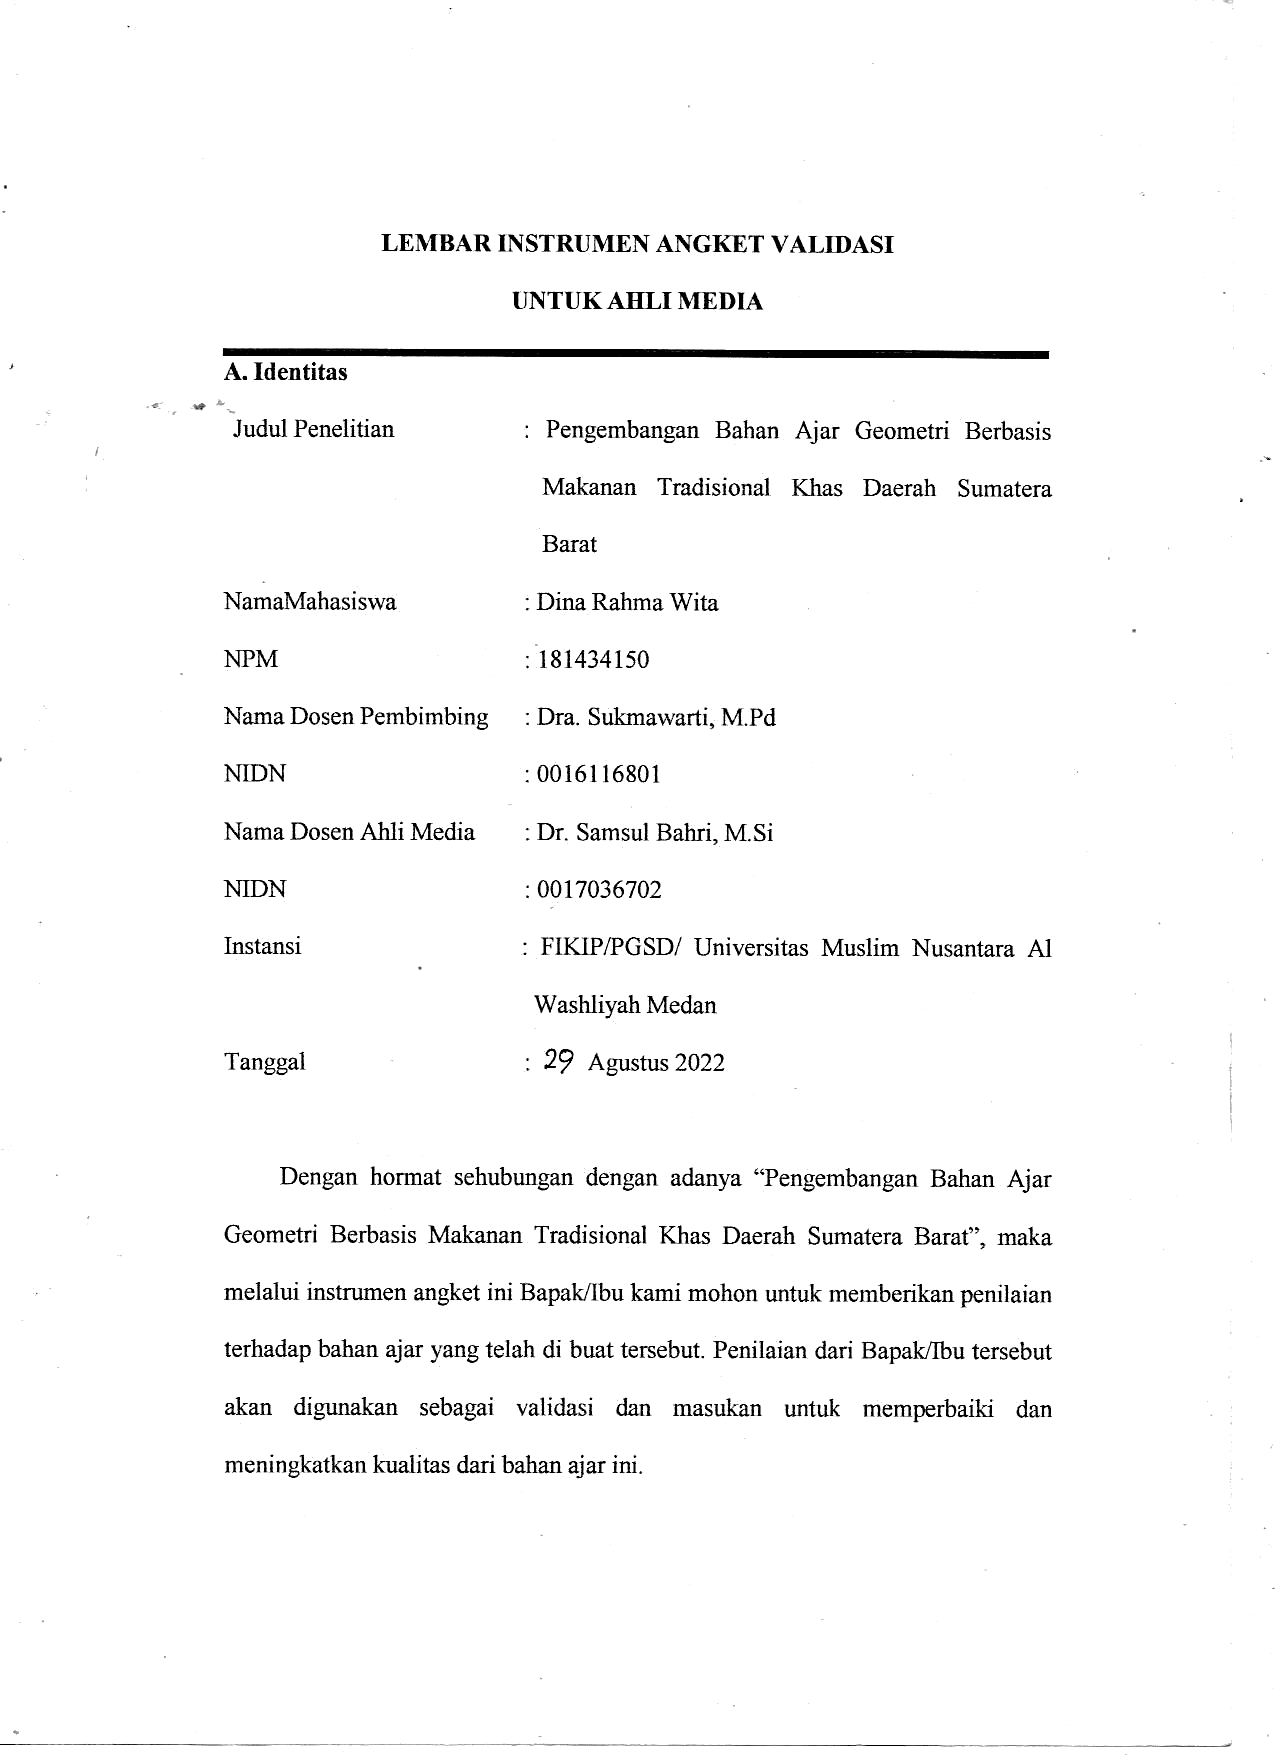 LEMBAR INSTRUMEN ANGKET VALIDASI
UNTUK AHLI MEDIA
A. Identitas
Judul Penelitian : Pengembangan Bahan Ajar Geometri Berbasis
Makanan Tradisional Khas Daerah Sumatera
Barat
NamaMahasiswa : Dina Rahma Wita
NPM : 181434150
Nama Dosen Pembimbing : Dra. Sukmawarti, M.Pd
NIDN : 0016116801
Nama Dosen Ahli Media : Dr. Samsul Bahri, M.Si
NIDN : 0017036702
Instansi : FIKIP/PGSD/ Universitas Muslim Nusantara Al
Washliyah Medan
Tanggal : 29 Agustus 2022
Dengan hormat sehubungan dengan adanya “Pengembangan Bahan Ajar
Geometri Berbasis Makanan Tradisional Khas Daerah Sumatera Barat”, maka
melalui instrumen angket ini Bapak/Ibu kami mohon untuk memberikan penilaian
terhadap bahan ajar yang telah di buat tersebut. Penilaian dari Bapak/Ibu tersebut
akan digunakan sebagai validasi dan masukan untuk memperbaiki dan
meningkatkan kualitas dari bahan ajar ini.